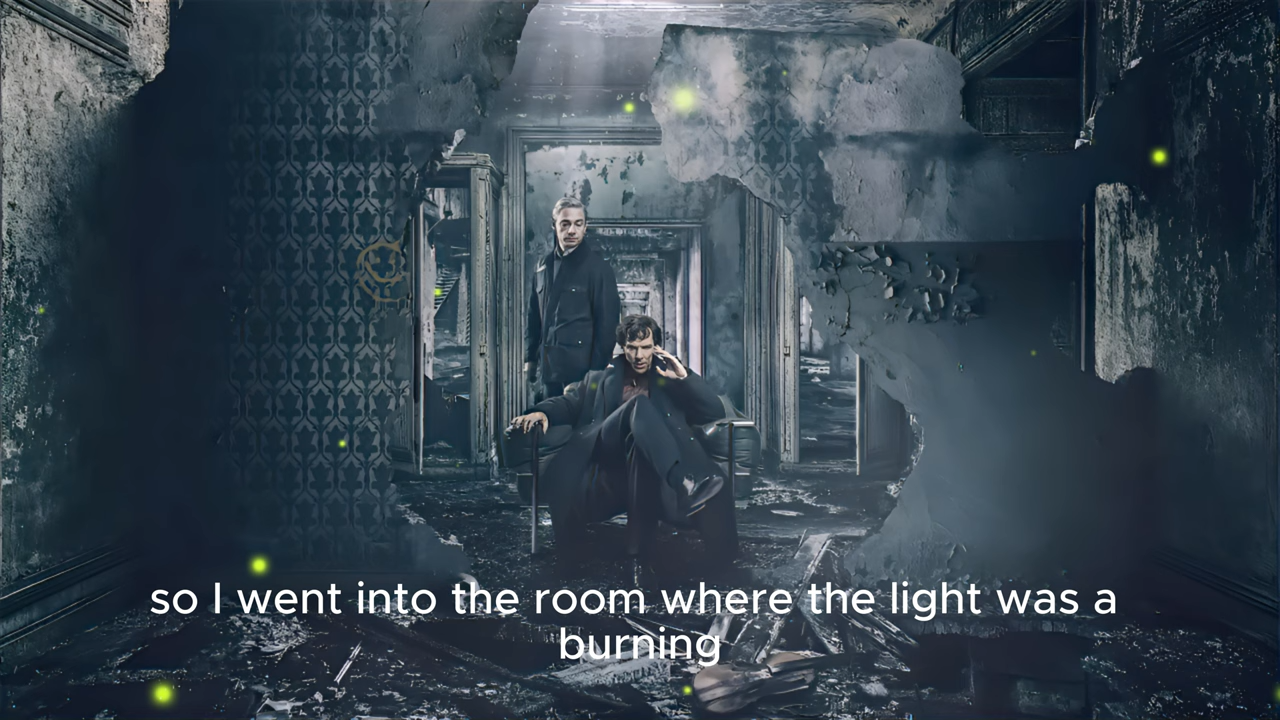 so I went into the room where the light was a
burning